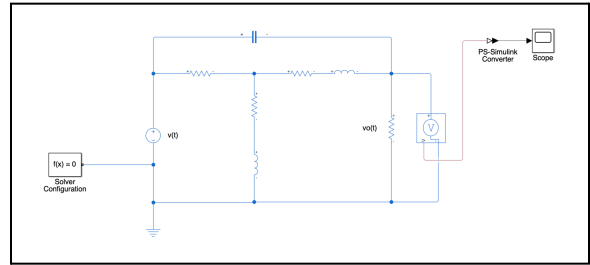 PS-Simulink
Converter
Scope
v(t)
vo(t)
V
f(x) = 0
Solver
Configuration